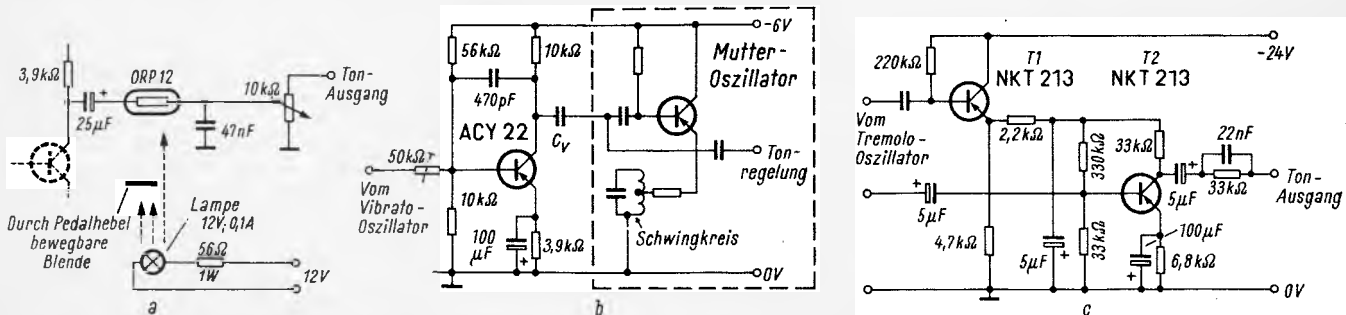 3,9kΩ
ORP 12
25μF
+
47nF
10kΩ
Ton-
Ausgang
Durch Pedalhebel
bewegbare
Blende
Lampe
12V, 0,1A
56Ω
1W
12V
a
-6V
56kΩ
10kΩ
470pF
Mutter-
Oszillator
ACY 22
Cv
50kΩ
Vom
Vibrato-
Oszillator
10kΩ
100
μF
+
3,9kΩ
Ton-
regelung
Schwingkreis
0V
b
-24V
220kΩ
T1
NKT 213
T2
NKT 213
Vom
Tremolo-
Oszillator
2,2kΩ
330kΩ
33kΩ
22nF
33kΩ
+
5μF
+
5μF
Ton-
Ausgang
4,7kΩ
5μF
+
33kΩ
100μF
+
6,8kΩ
0V
c